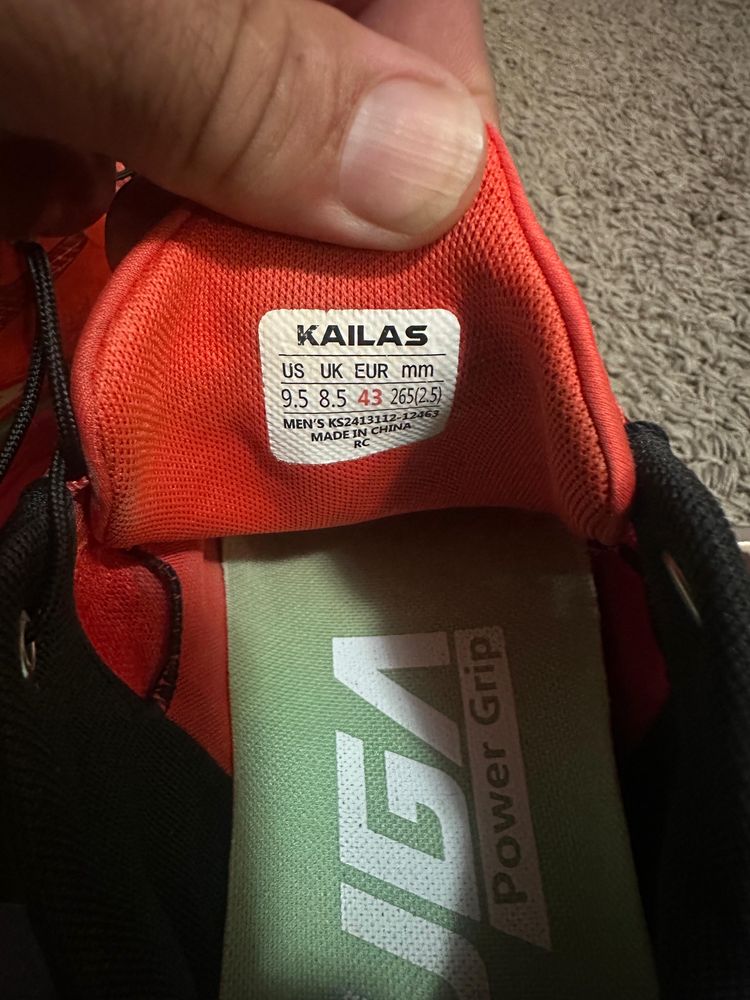 KAILAS
US UK EUR mm
9.5 8.5 43 265(2.5)
MEN'S KS2413112-12463
MADE IN CHINA
RC
UGA
Power Grip